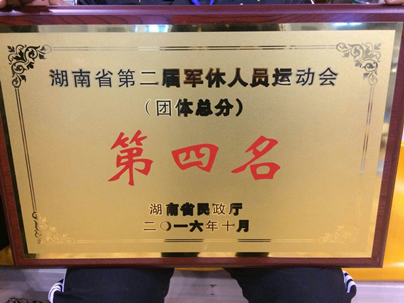 湖南省第二届军休人员运动会
（团体总分）
第四名
湖南省民政厅
二〇一六年十月